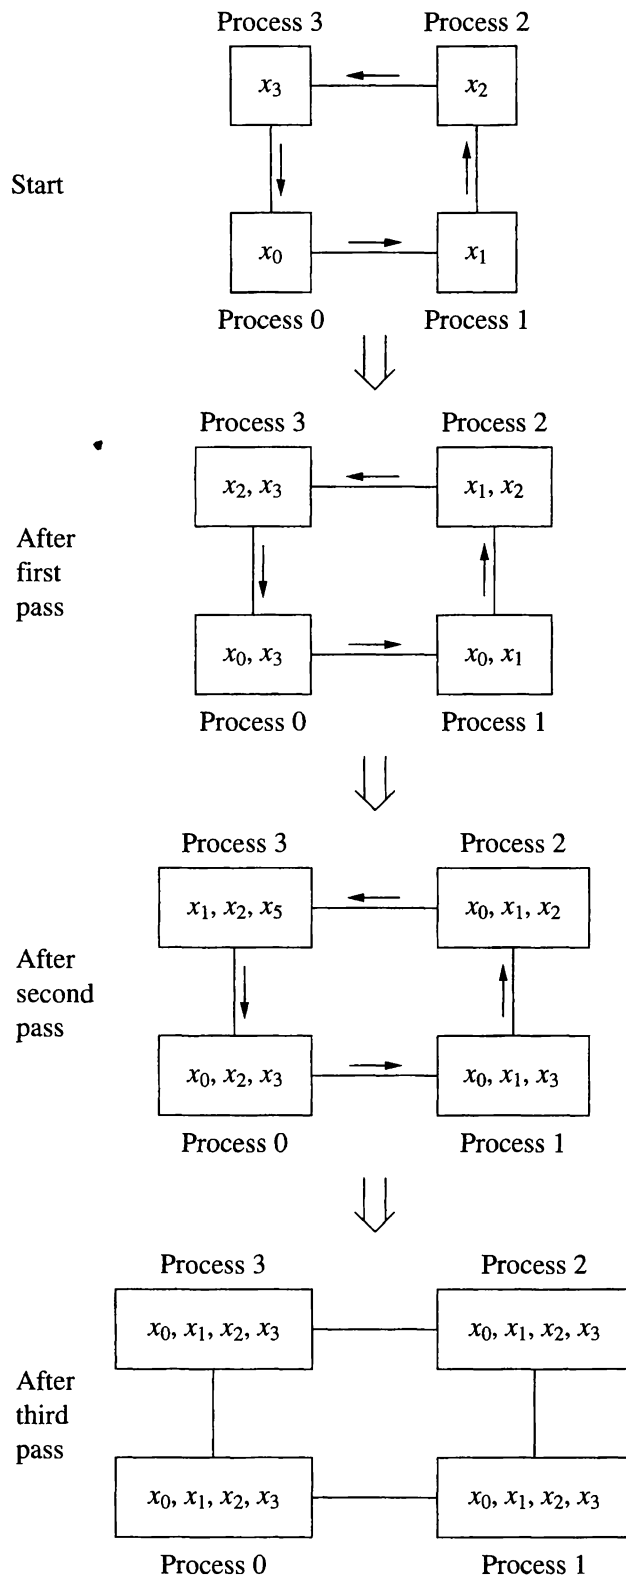 Process 3 Process 2
x₃ x₂
Start
x₀ x₁
Process 0 Process 1
Process 3 Process 2
x₂, x₃ x₁, x₂
After
first
pass
x₀, x₃ x₀, x₁
Process 0 Process 1
Process 3 Process 2
x₁, x₂, x₅ x₀, x₁, x₂
After
second
pass
x₀, x₂, x₃ x₀, x₁, x₃
Process 0 Process 1
Process 3 Process 2
x₀, x₁, x₂, x₃ x₀, x₁, x₂, x₃
After
third
pass
x₀, x₁, x₂, x₃ x₀, x₁, x₂, x₃
Process 0 Process 1